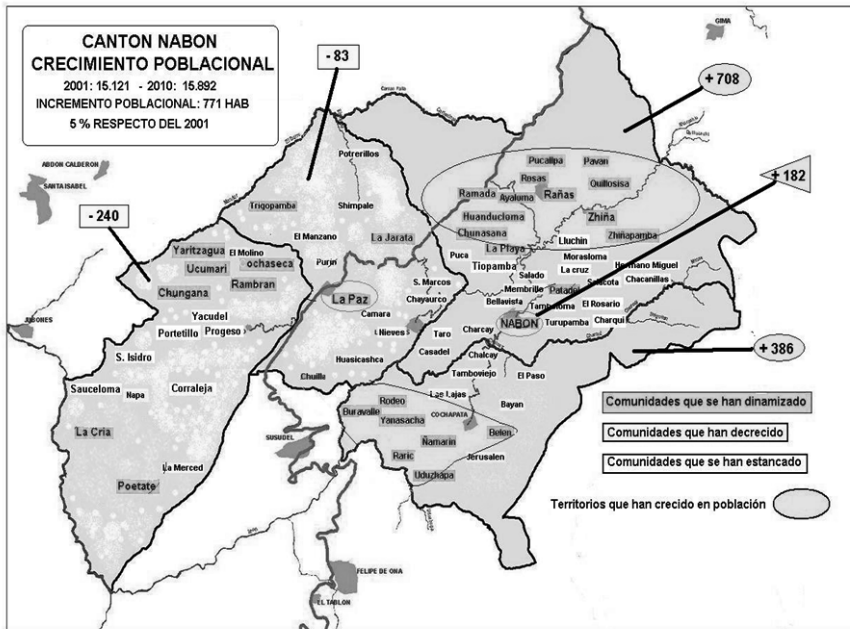 CANTON NABON
CRECIMIENTO POBLACIONAL
2001: 15.121 - 2010: 15.892
INCREMENTO POBLACIONAL: 771 HAB
5 % RESPECTO DEL 2001
- 83
GIMA
+ 708
+ 182
- 240
+ 386
ABDON CALDERON
SANTA ISABEL
Potrerillos
Trigopamba
Shimpale
El Manzano
La Jarata
Purin
Pucallpa
Pavan
Rosas
Quillosisa
Ramada
Ayaloma
Rañas
Huanducloma
Zhiña
Chunasana
Zhiñapamba
La Playa
Lluchin
Yaritzagua
El Molino
ochaseca
Ucumari
Rambran
Chungana
Yacudel
Portetillo
Progeso
S. Isidro
Sauceloma
Napa
Corraleja
La Cria
La Merced
Poetate
La Paz
S. Marcos
Chayaurco
Camara
Nieves
Huasicashca
Chuilla
Puca
Morasloma
Tiopamba
Salado
La cruz
Hermano Miguel
Chacanillas
Membrillo
Patadel
Bellavista
El Rosario
NABON
Turupamba
Charqui
Taro
Charcay
Casadel
Chalcay
Tamboviejo
El Paso
Las Lajas
Bayan
Rodeo
Buravalle
Yanasacha
COCHAPATA
Belen
Ñamarin
Raric
Jerusalen
Uduzhapa
SUSUDEL
FELIPE DE ONA
EL TABLON
Comunidades que se han dinamizado
Comunidades que han decrecido
Comunidades que se han estancado
Territorios que han crecido en población